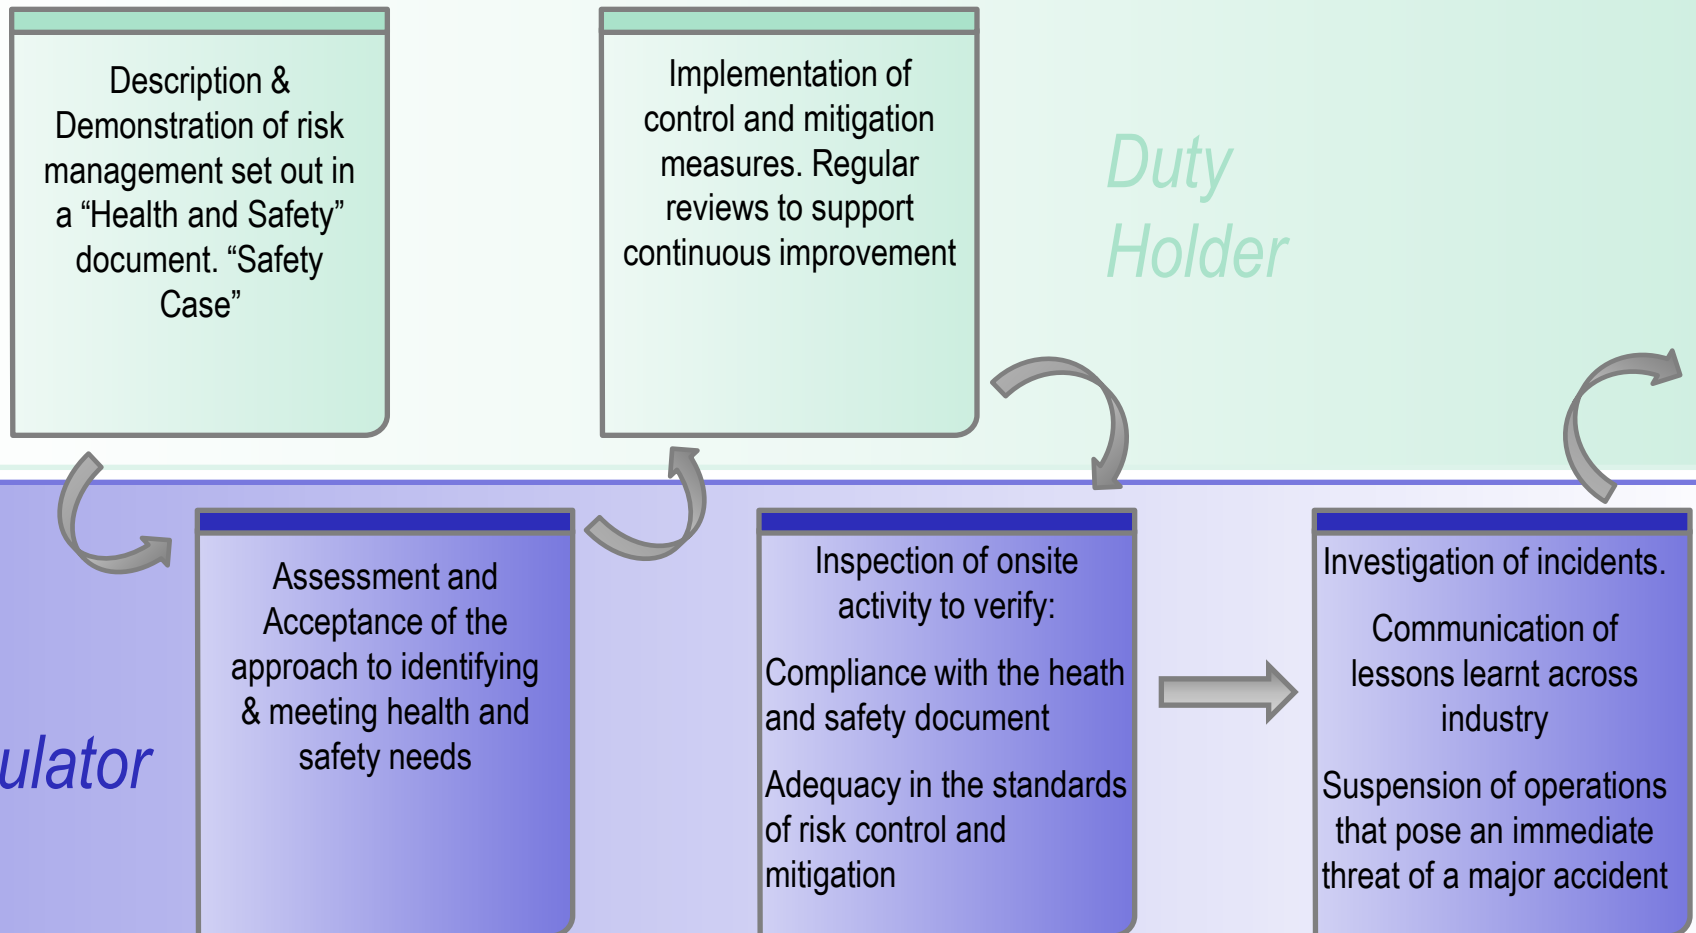 Description &
Demonstration of risk
management set out in
a “Health and Safety”
document. “Safety
Case”
Implementation of
control and mitigation
measures. Regular
reviews to support
continuous improvement
Duty
Holder
ulator
Assessment and
Acceptance of the
approach to identifying
& meeting health and
safety needs
Inspection of onsite
activity to verify:
Compliance with the heath
and safety document
Adequacy in the standards
of risk control and
mitigation
Investigation of incidents.
Communication of
lessons learnt across
industry
Suspension of operations
that pose an immediate
threat of a major accident